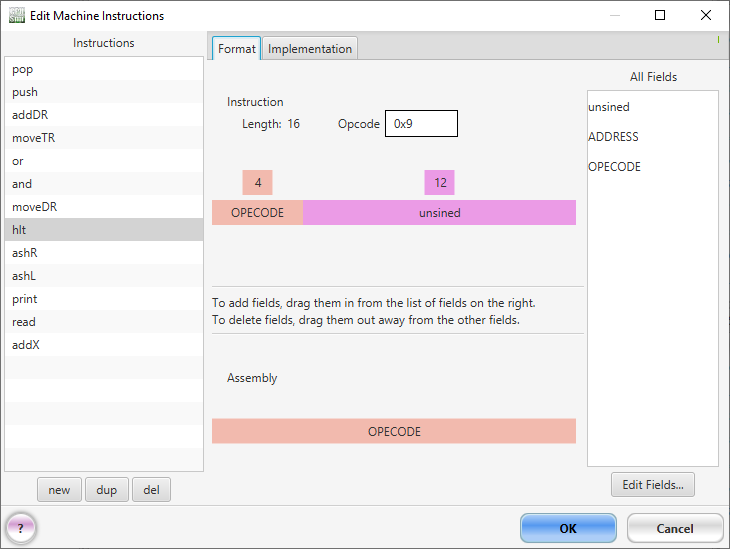 Edit Machine Instructions
Instructions
pop
push
addDR
moveTR
or
and
moveDR
hlt
ashR
ashL
print
read
addX
new dup del
Format Implementation
Instruction
Length: 16 Opcode 0x9
4 12
OPECODE unsined
To add fields, drag them in from the list of fields on the right.
To delete fields, drag them out away from the other fields.
Assembly
OPECODE
All Fields
unsined
ADDRESS
OPECODE
Edit Fields...
?
OK Cancel